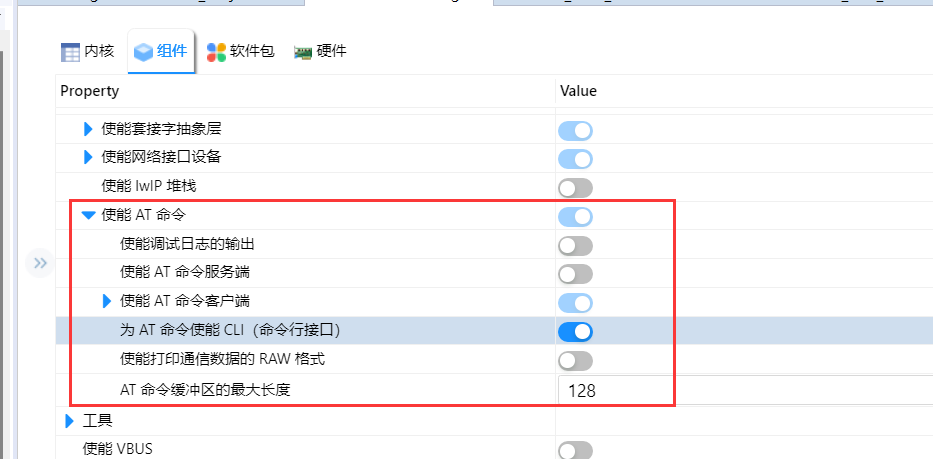 内核 组件 软件包 硬件
Property Value
使能套接字抽象层
使能网络接口设备
使能 lwIP 堆栈
使能 AT 命令
使能调试日志的输出
使能 AT 命令服务端
使能 AT 命令客户端
为 AT 命令使能 CLI（命令行接口）
使能打印通信数据的 RAW 格式
AT 命令缓冲区的最大长度 128
工具
使能 VBUS